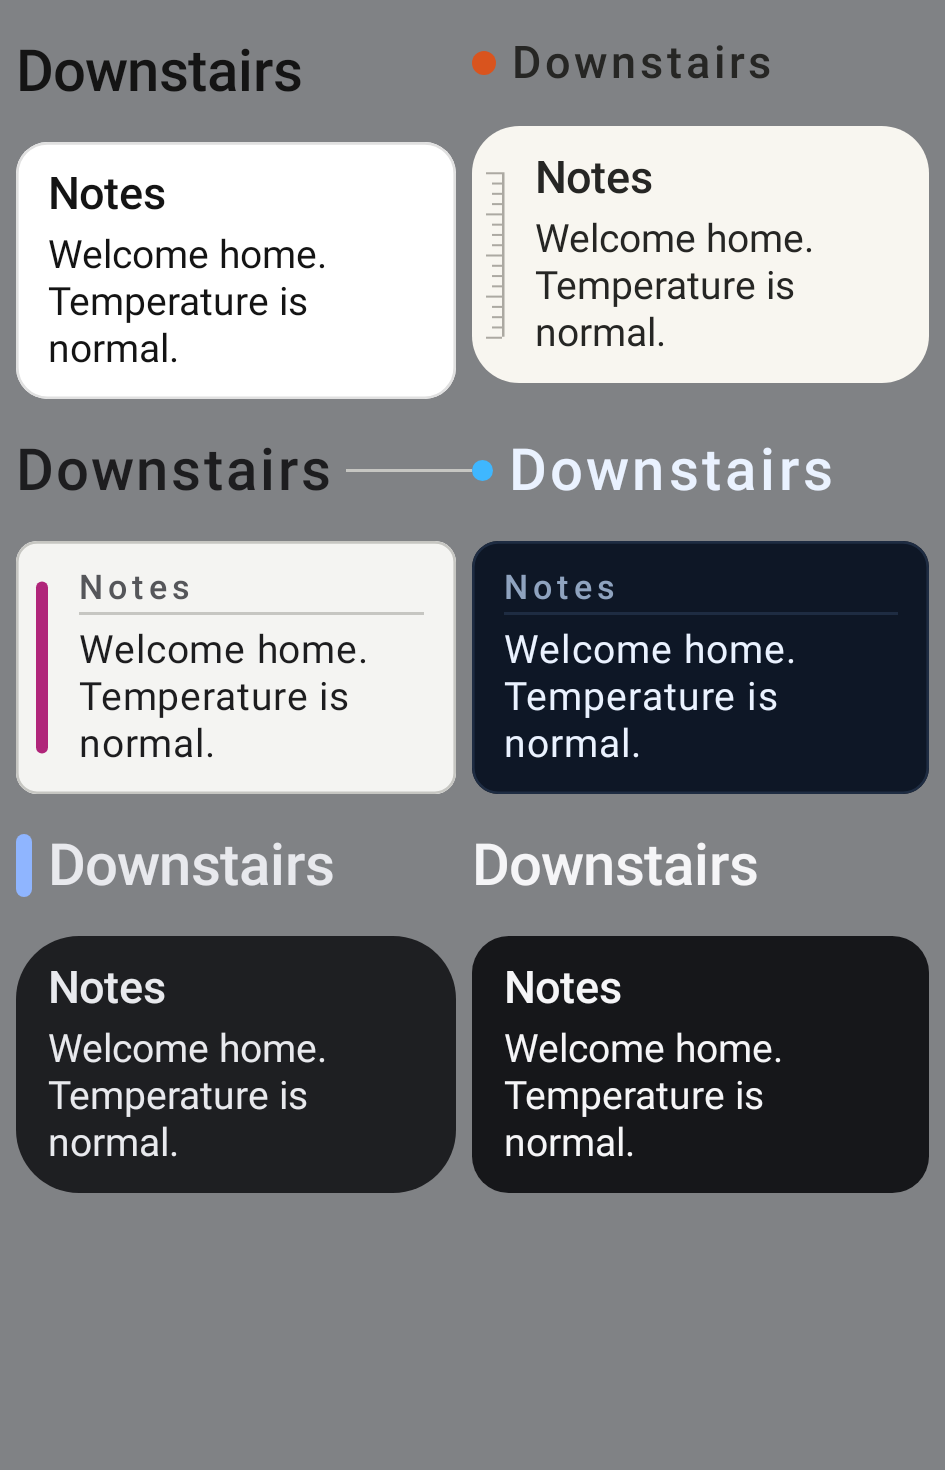 Downstairs
Notes
Welcome home.
Temperature is
normal.
Downstairs
Notes
Welcome home.
Temperature is
normal.
Downstairs
Notes
Welcome home.
Temperature is
normal.
Downstairs
Notes
Welcome home.
Temperature is
normal.
Downstairs
Notes
Welcome home.
Temperature is
normal.
Downstairs
Notes
Welcome home.
Temperature is
normal.